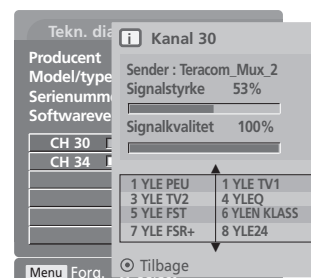 Tekn. dia
Producent
Model/type
Serienumm
Softwareve
CH 30
CH 34
Menu Forg.
i Kanal 30
Sender : Teracom_Mux_2
Signalstyrke 53%
Signalkvalitet 100%
1 YLE PEU 1 YLE TV1
3 YLE TV2 4 YLEQ
5 YLE FST 6 YLEN KLASS
7 YLE FSR+ 8 YLE24
Tilbage